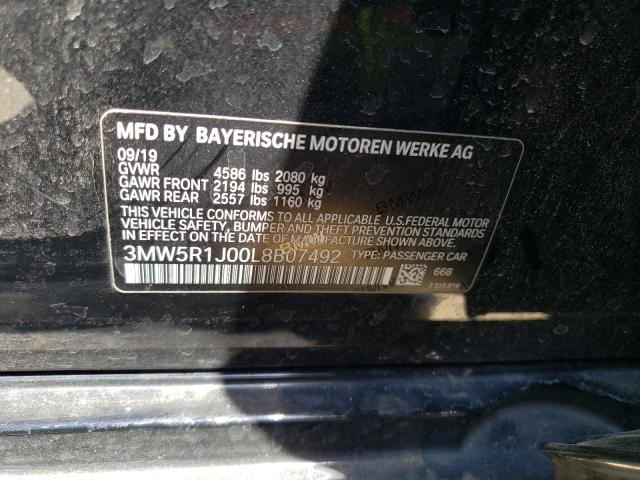 MFD BY BAYERISCHE MOTOREN WERKE AG
09/19
GVWR 4586 lbs 2080 kg
GAWR FRONT 2194 lbs 995 kg
GAWR REAR 2557 lbs 1160 kg
THIS VEHICLE CONFORMS TO ALL APPLICABLE U.S. FEDERAL MOTOR
VEHICLE SAFETY, BUMPER, AND THEFT PREVENTION STANDARDS
IN EFFECT ON THE DATE OF MANUFACTURE SHOWN ABOVE.
3MW5R1J00L8B07492 TYPE: PASSENGER CAR
668
BMW
BMW